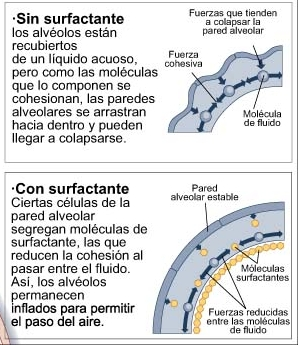 ·Sin surfactante
los alvéolos están
recubiertos
de un líquido acuoso,
pero como las moléculas
que lo componen se
cohesionan, las paredes
alveolares se arrastran
hacia dentro y pueden
llegar a colapsarse.
Fuerzas que tienden
a colapsar la
pared alveolar
Fuerza
cohesiva
Molécula
de fluido
·Con surfactante
Ciertas células de la
pared alveolar
segregan moléculas de
surfactante, las que
reducen la cohesión al
pasar entre el fluido.
Así, los alvéolos
permanecen
inflados para permitir
el paso del aire.
Pared
alveolar estable
Móleculas
surfactantes
Fuerzas reducidas
entre las moléculas
de fluido